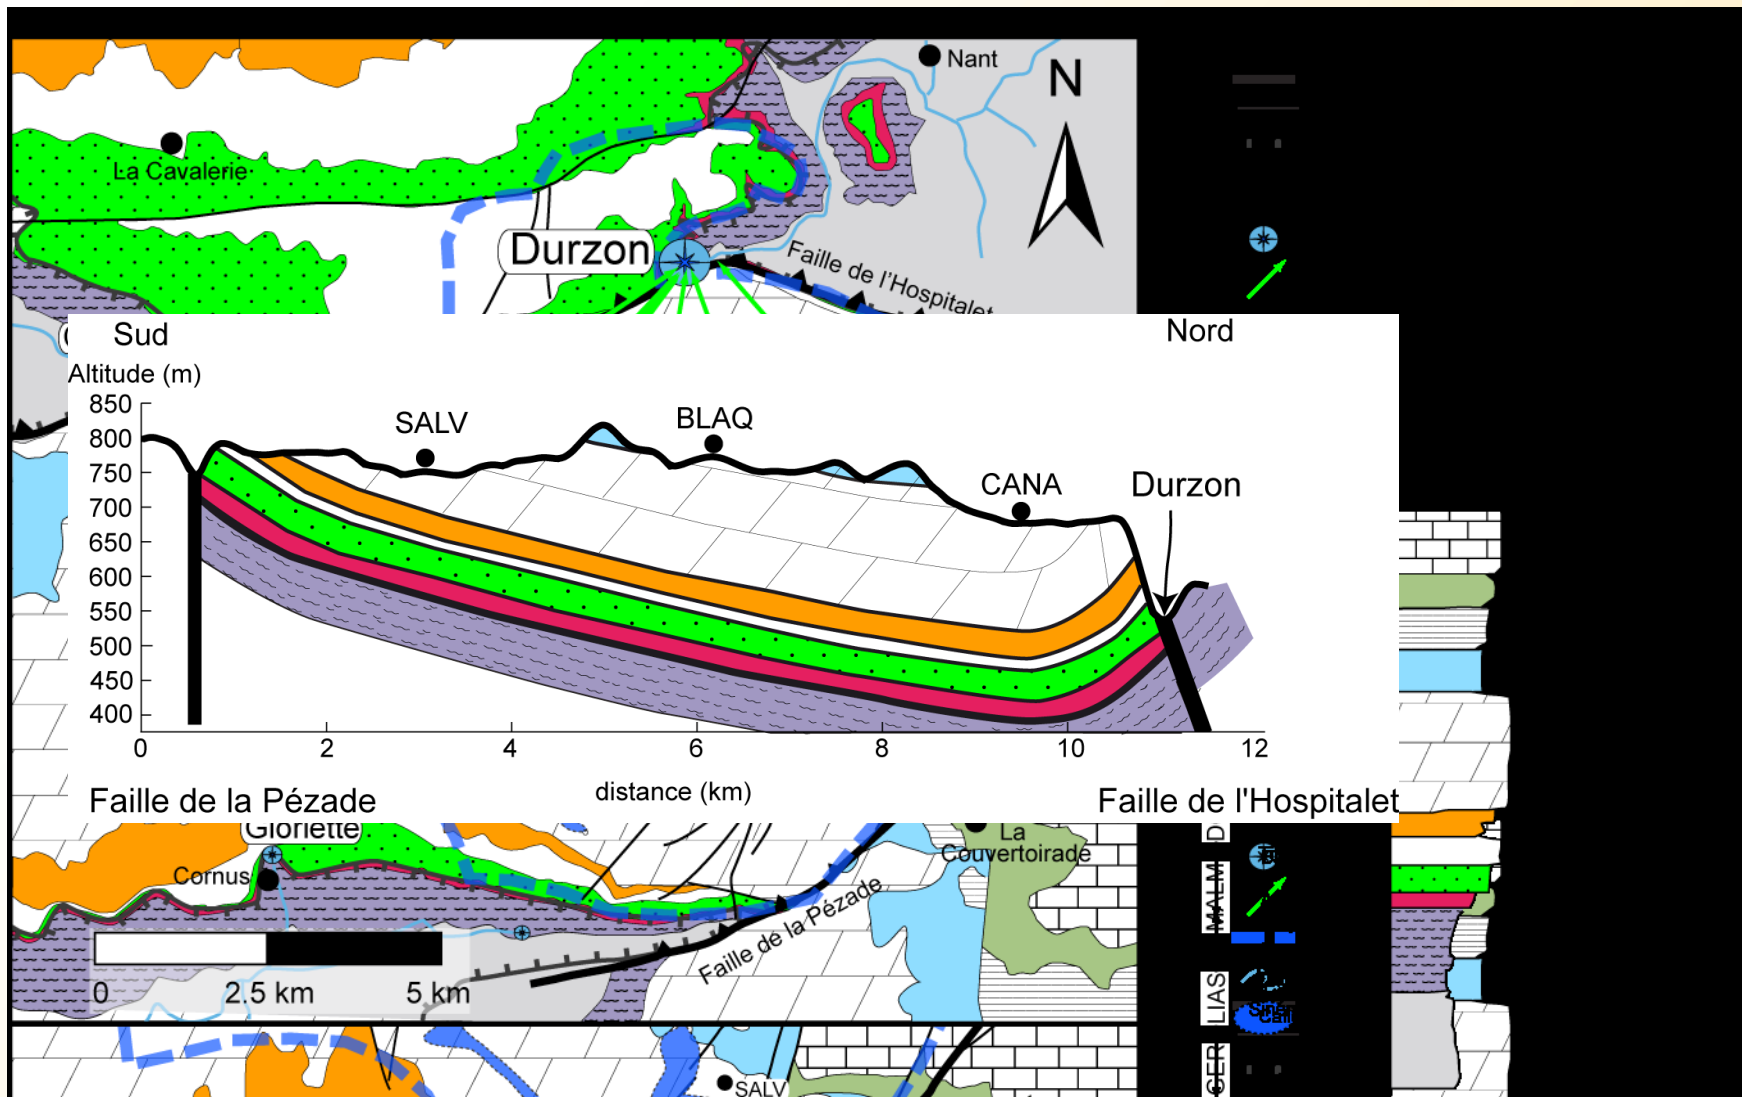 Nant
N
La Cavalerie
Durzon
Faille de l'Hospitalet
Sud
Nord
Altitude (m)
850
800
750
700
650
600
550
500
450
400
SALV
BLAQ
CANA
Durzon
0
2
4
6
8
10
12
distance (km)
Faille de la Pézade
Faille de l'Hospitalet
Gloriette
Cornus
La
Couvertoirade
Faille de la Pézade
0
2.5 km
5 km
SALV
MALM
LIAS